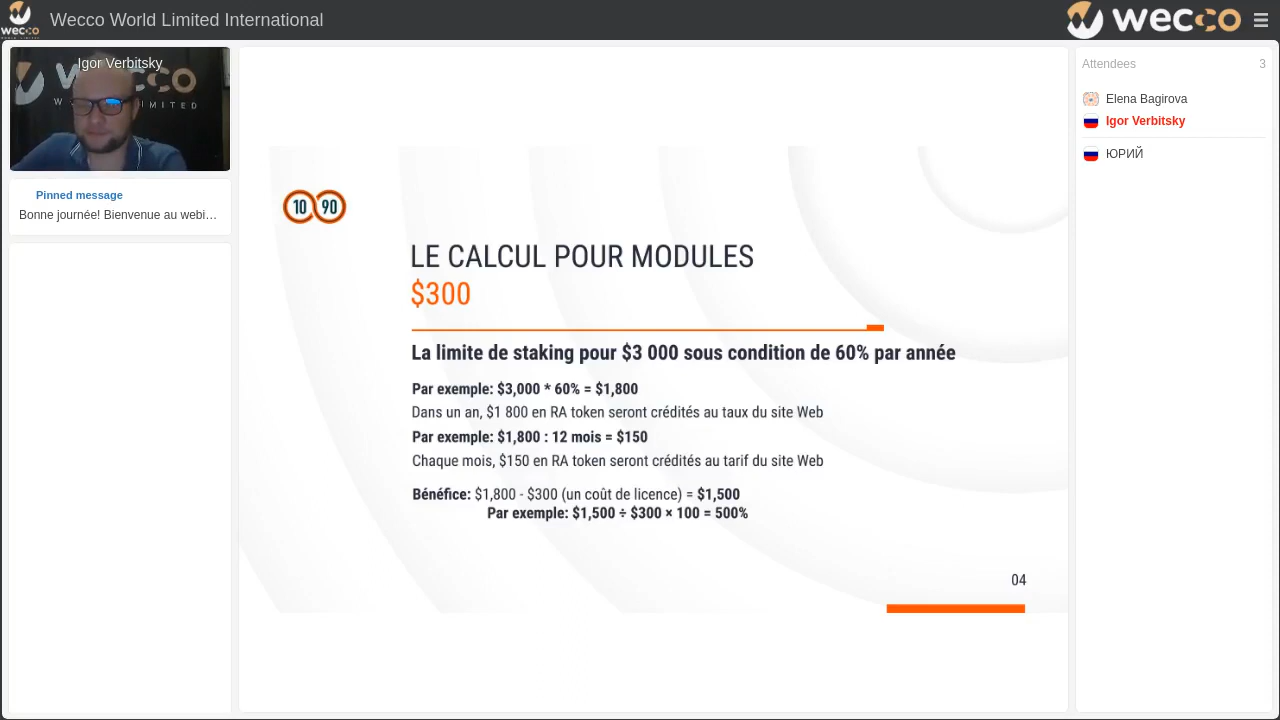 Wecco World Limited International
wecco
wecco
Igor Verbitsky
Pinned message
Bonne journée! Bienvenue au webi…
10 90
LE CALCUL POUR MODULES
$300
La limite de staking pour $3 000 sous condition de 60% par année
Par exemple: $3,000 * 60% = $1,800
Dans un an, $1 800 en RA token seront crédités au taux du site Web
Par exemple: $1,800 : 12 mois = $150
Chaque mois, $150 en RA token seront crédités au tarif du site Web
Bénéfice: $1,800 - $300 (un coût de licence) = $1,500
Par exemple: $1,500 ÷ $300 × 100 = 500%
04
Attendees 3
Elena Bagirova
Igor Verbitsky
ЮРИЙ